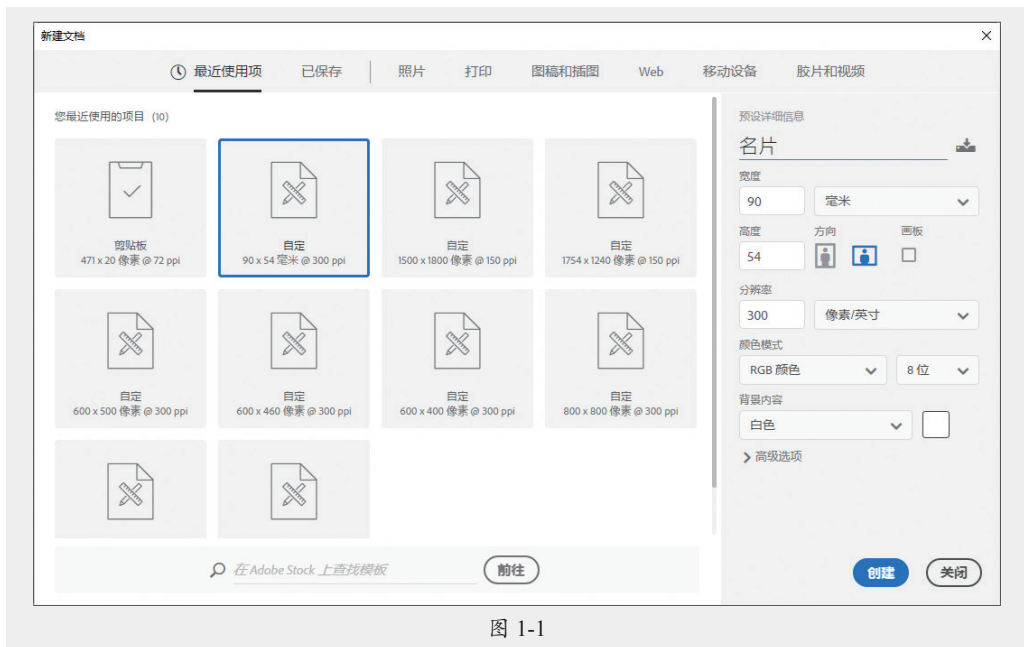 新建文档
最近使用项 已保存 照片 打印 图稿和插图 Web 移动设备 胶片和视频
您最近使用的项目 (10)
剪贴板
471 x 20 像素 @ 72 ppi
自定
90 x 54 毫米 @ 300 ppi
自定
1500 x 1800 像素 @ 150 ppi
自定
1754 x 1240 像素 @ 150 ppi
自定
600 x 500 像素 @ 300 ppi
自定
600 x 460 像素 @ 300 ppi
自定
600 x 400 像素 @ 300 ppi
自定
800 x 800 像素 @ 300 ppi
在 Adobe Stock 上查找模板 前往
预设详细信息
名片
宽度
90 毫米
高度 方向 画板
54
分辨率
300 像素/英寸
颜色模式
RGB 颜色 8 位
背景内容
白色
高级选项
创建 关闭
图 1-1